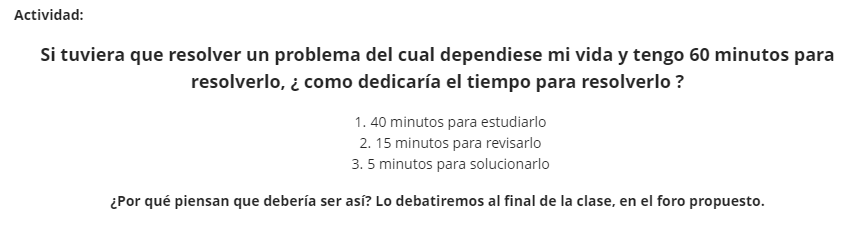 Actividad:
Si tuviera que resolver un problema del cual dependiese mi vida y tengo 60 minutos para
resolverlo, ¿ como dedicaría el tiempo para resolverlo ?
1. 40 minutos para estudiarlo
2. 15 minutos para revisarlo
3. 5 minutos para solucionarlo
¿Por qué piensan que debería ser así? Lo debatiremos al final de la clase, en el foro propuesto.